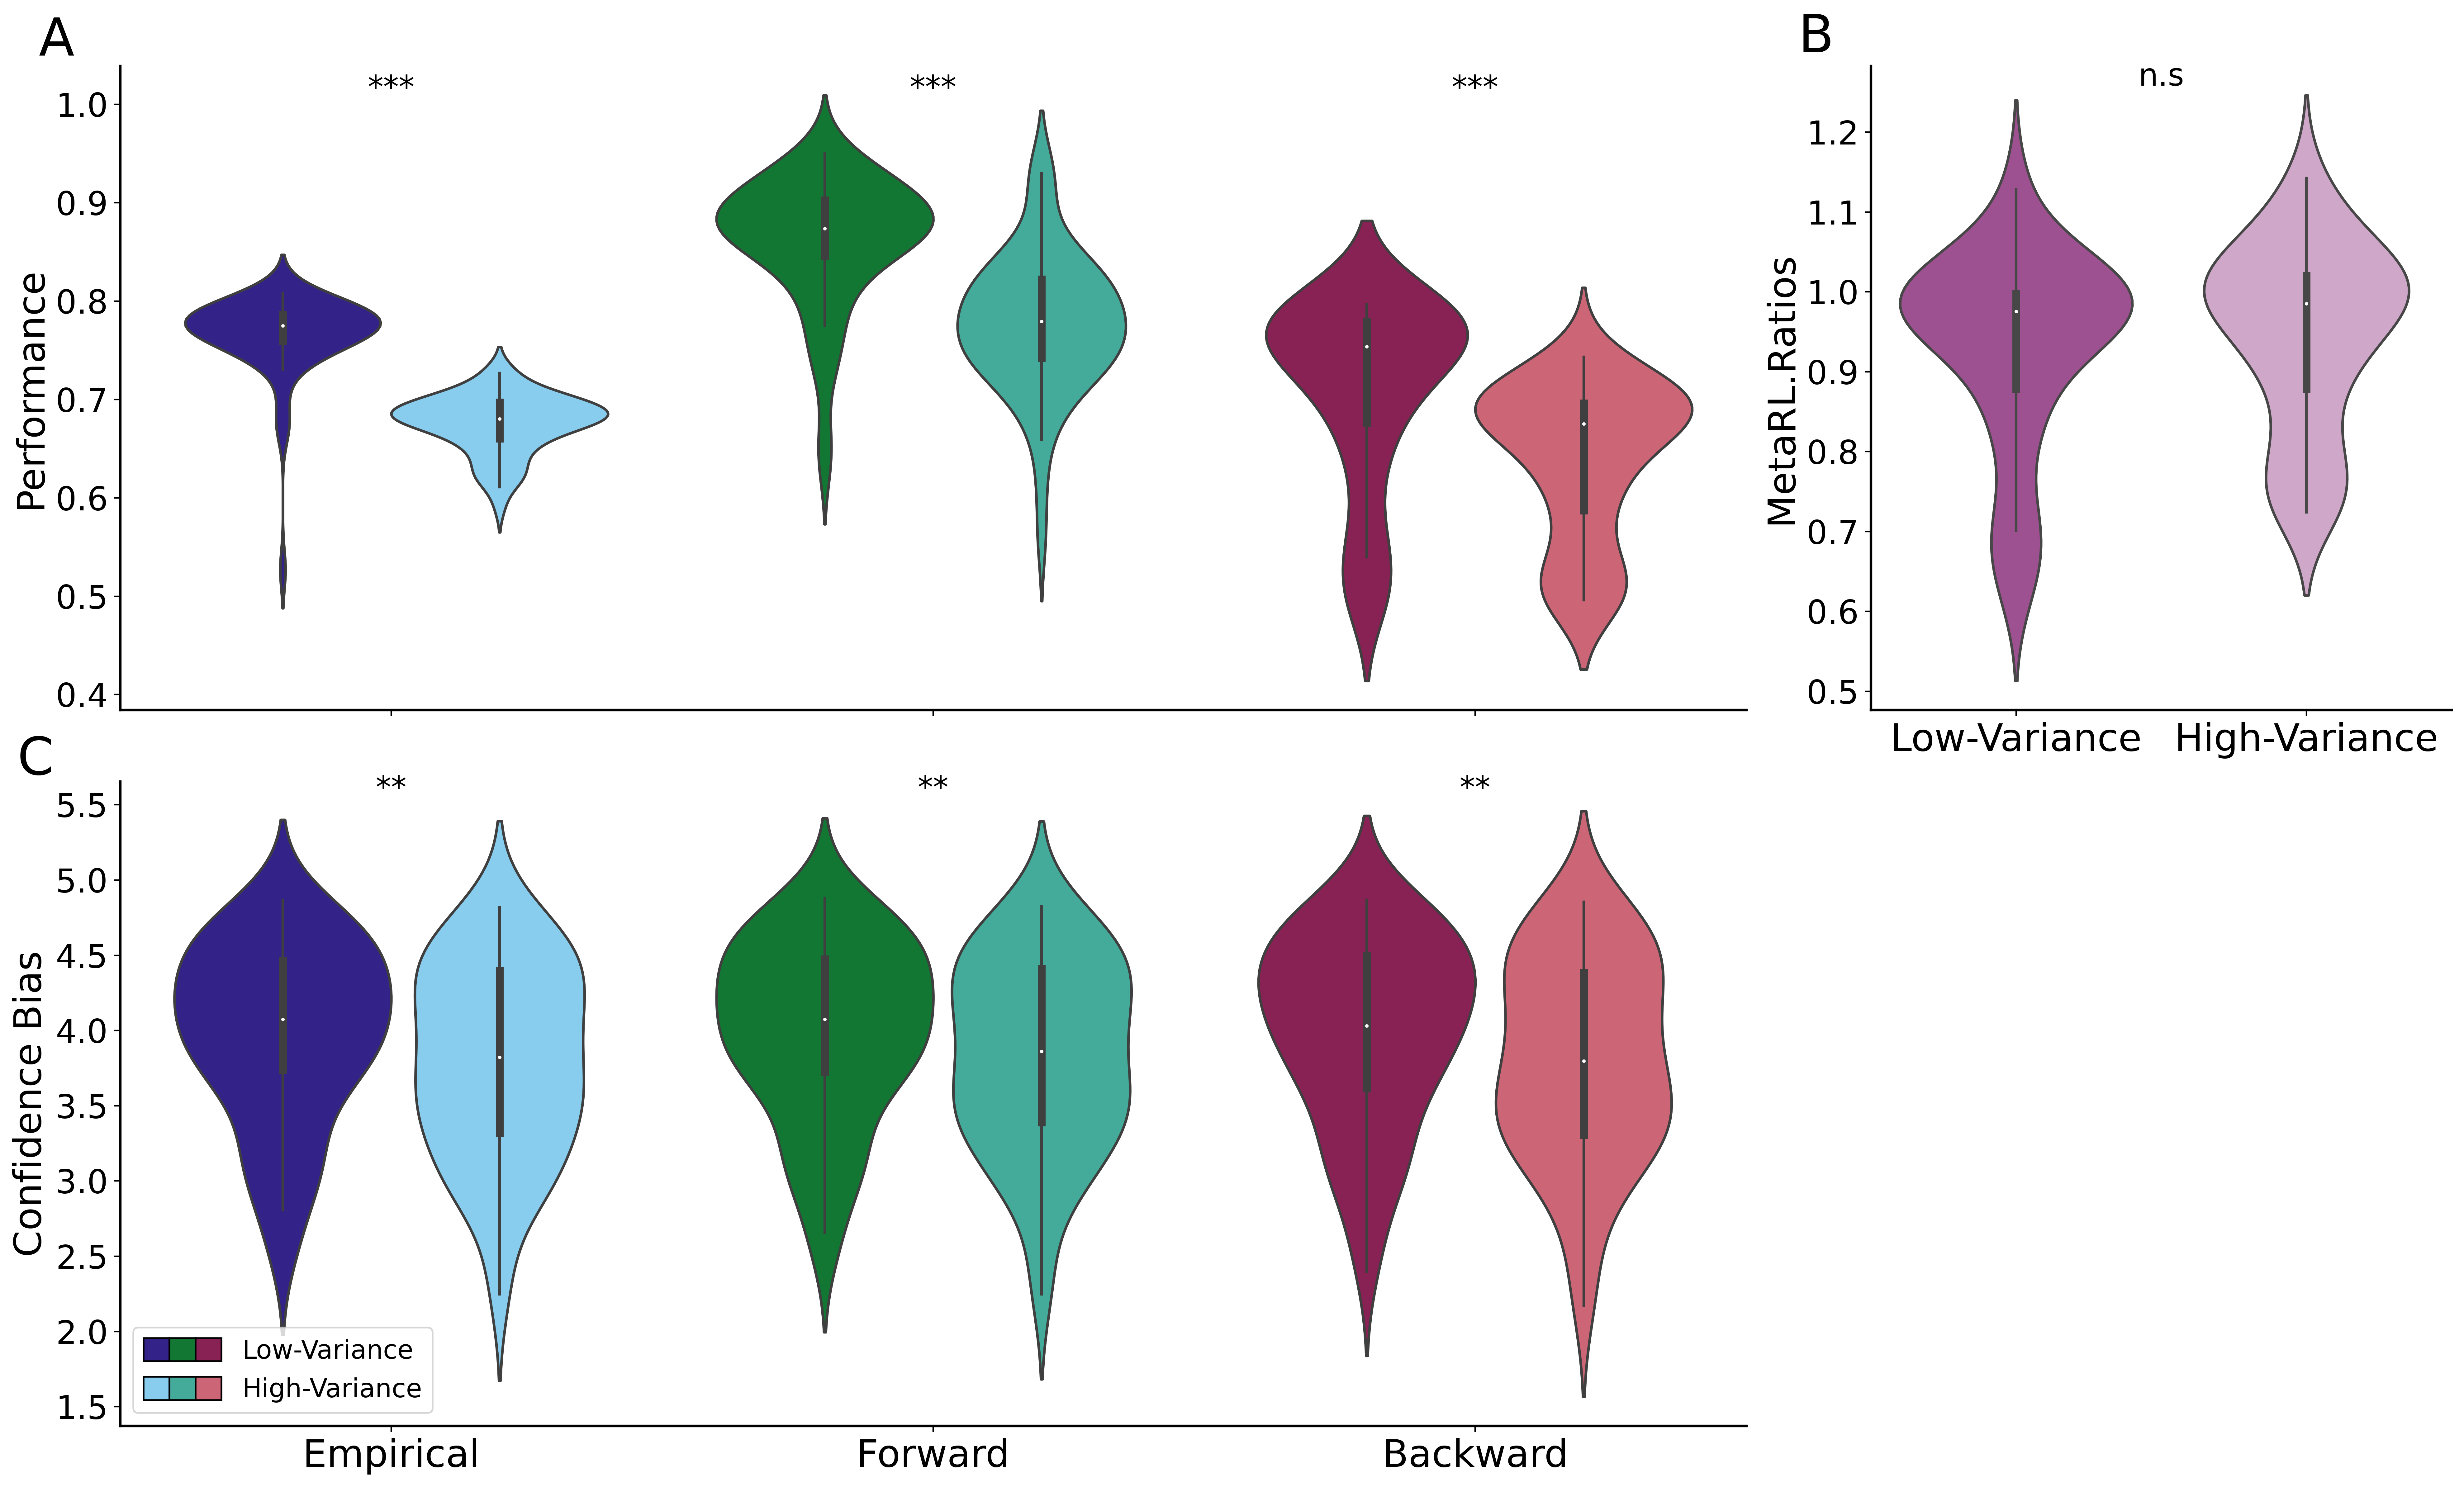 A
***
***
***
Performance
1.0
0.9
0.8
0.7
0.6
0.5
0.4
B
n.s
MetaRL.Ratios
1.2
1.1
1.0
0.9
0.8
0.7
0.6
0.5
Low-Variance
High-Variance
C
**
**
**
Confidence Bias
5.5
5.0
4.5
4.0
3.5
3.0
2.5
2.0
1.5
Low-Variance
High-Variance
Empirical
Forward
Backward